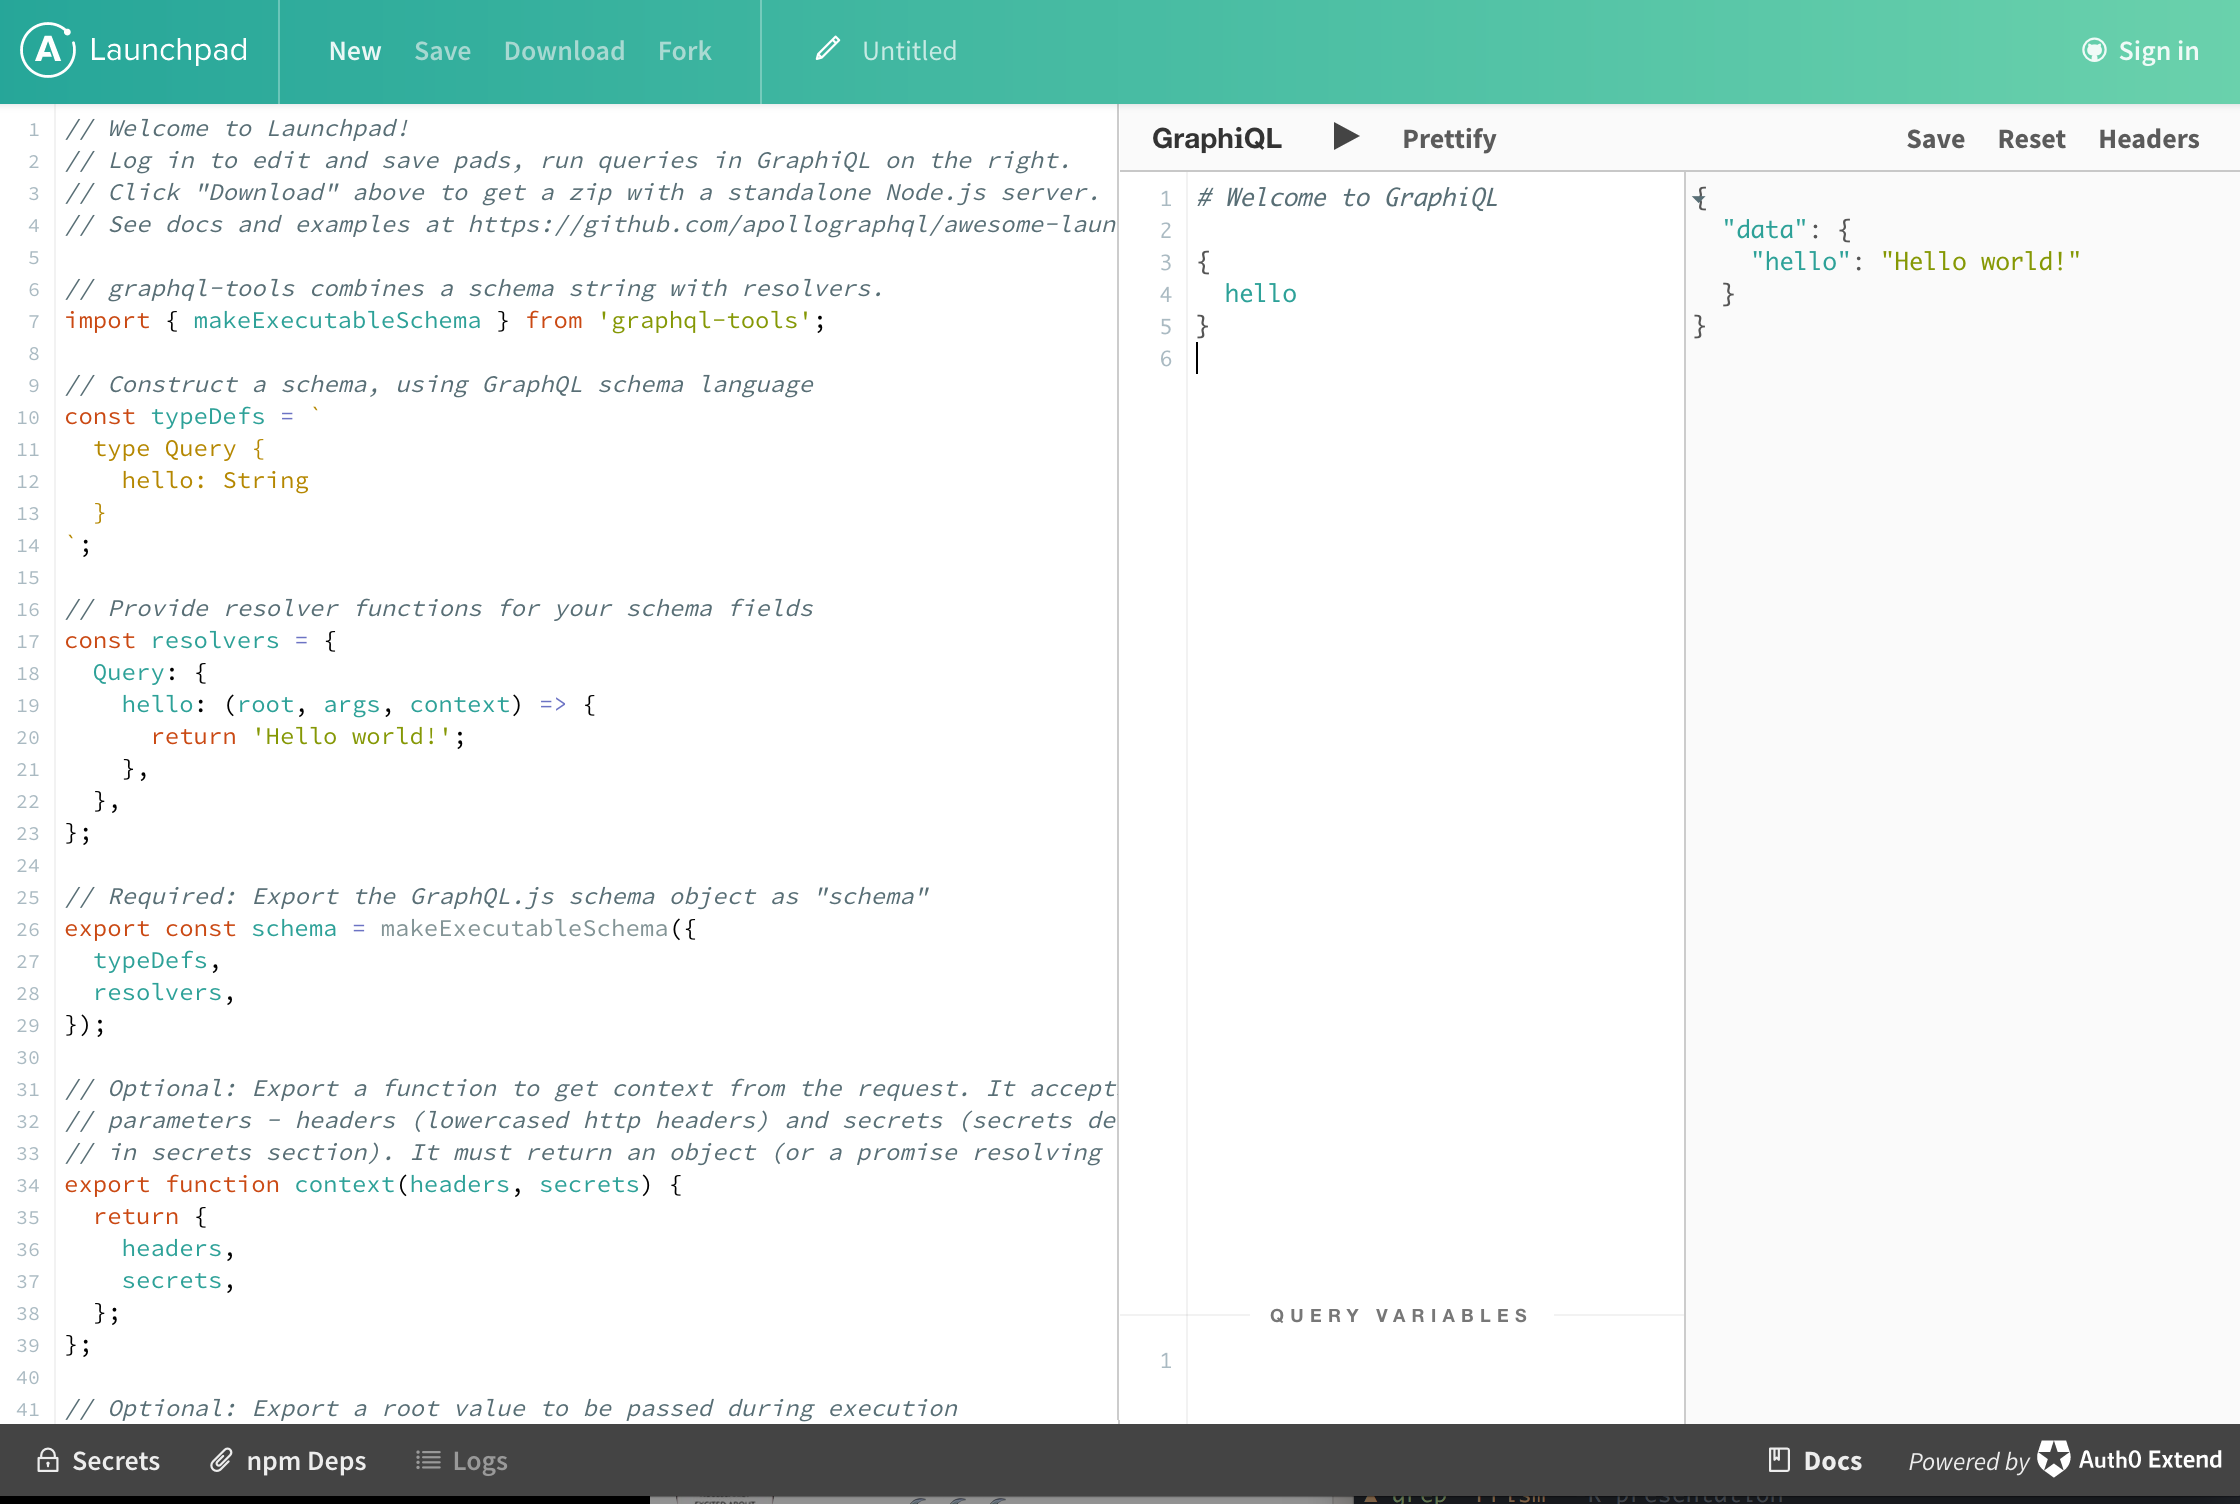 Launchpad
New Save Download Fork
Untitled
Sign in
1 // Welcome to Launchpad!
2 // Log in to edit and save pads, run queries in GraphiQL on the right.
3 // Click "Download" above to get a zip with a standalone Node.js server.
4 // See docs and examples at https://github.com/apollographql/awesome-laun
5
6 // graphql-tools combines a schema string with resolvers.
7 import { makeExecutableSchema } from 'graphql-tools';
8
9 // Construct a schema, using GraphQL schema language
10 const typeDefs = `
11   type Query {
12     hello: String
13   }
14 `;
15
16 // Provide resolver functions for your schema fields
17 const resolvers = {
18   Query: {
19     hello: (root, args, context) => {
20       return 'Hello world!';
21     },
22   },
23 };
24
25 // Required: Export the GraphQL.js schema object as "schema"
26 export const schema = makeExecutableSchema({
27   typeDefs,
28   resolvers,
29 });
30
31 // Optional: Export a function to get context from the request. It accept
32 // parameters - headers (lowercased http headers) and secrets (secrets de
33 // in secrets section). It must return an object (or a promise resolving
34 export function context(headers, secrets) {
35   return {
36     headers,
37     secrets,
38   };
39 };
40
41 // Optional: Export a root value to be passed during execution
GraphiQL Prettify Save Reset Headers
1 # Welcome to GraphiQL
2
3 {
4   hello
5 }
6
QUERY VARIABLES
1
{
  "data": {
    "hello": "Hello world!"
  }
}
Secrets npm Deps Logs
Docs
Powered by Auth0 Extend